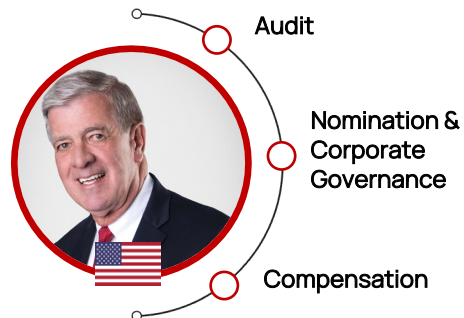 Audit
Nomination &
Corporate
Governance
Compensation